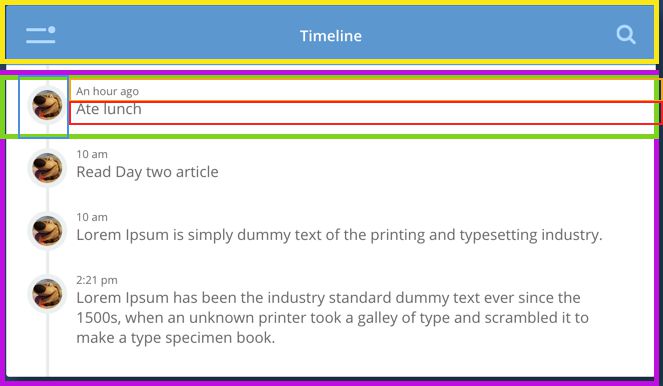 Timeline
An hour ago
Ate lunch
10 am
Read Day two article
10 am
Lorem Ipsum is simply dummy text of the printing and typesetting industry.
2:21 pm
Lorem Ipsum has been the industry standard dummy text ever since the
1500s, when an unknown printer took a galley of type and scrambled it to
make a type specimen book.